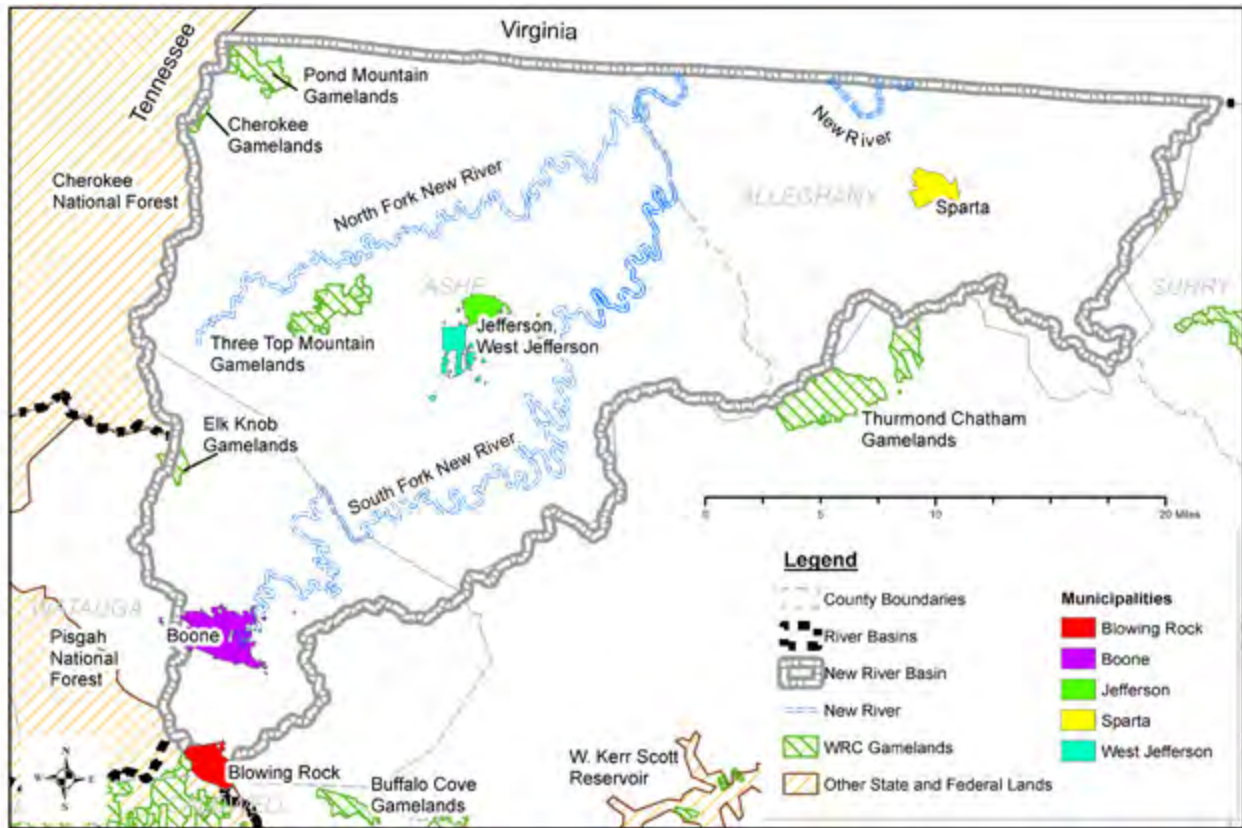 Virginia
Tennessee
Pond Mountain
Gamelands
Cherokee
Gamelands
New River
Cherokee
National Forest
North Fork New River
ALLEGHANY
Sparta
ASHE
SURRY
Jefferson,
West Jefferson
Three Top Mountain
Gamelands
Thurmond Chatham
Gamelands
Elk Knob
Gamelands
South Fork New River
0 5 10 20 Miles
WATAUGA
Boone
Pisgah
National
Forest
Blowing Rock
Buffalo Cove
Gamelands
W. Kerr Scott
Reservoir
N
W E
S
Legend
County Boundaries
River Basins
New River Basin
New River
WRC Gamelands
Other State and Federal Lands
Municipalities
Blowing Rock
Boone
Jefferson
Sparta
West Jefferson